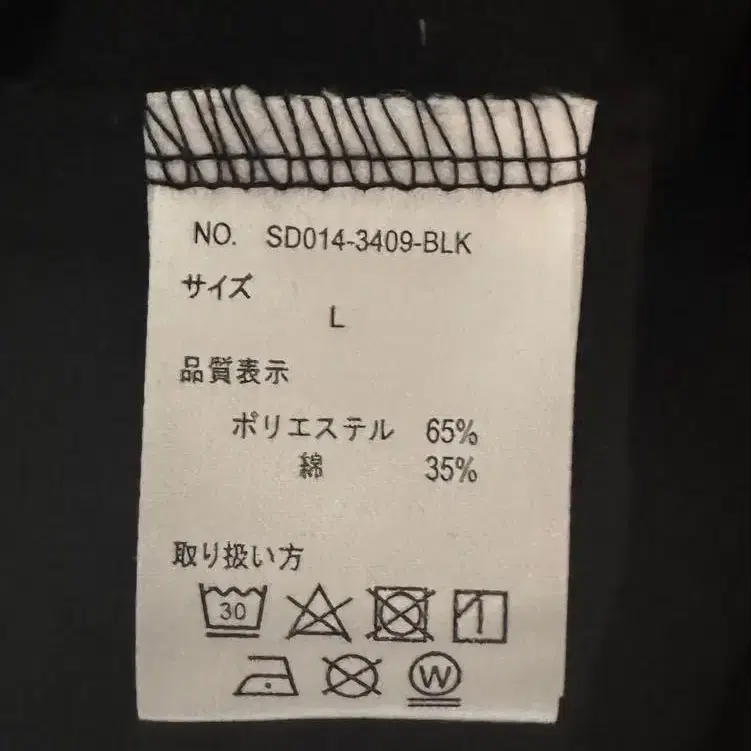 NO. SD014-3409-BLK
サイズ
L
品質表示
ポリエステル 65%
綿 35%
取り扱い方
30
W